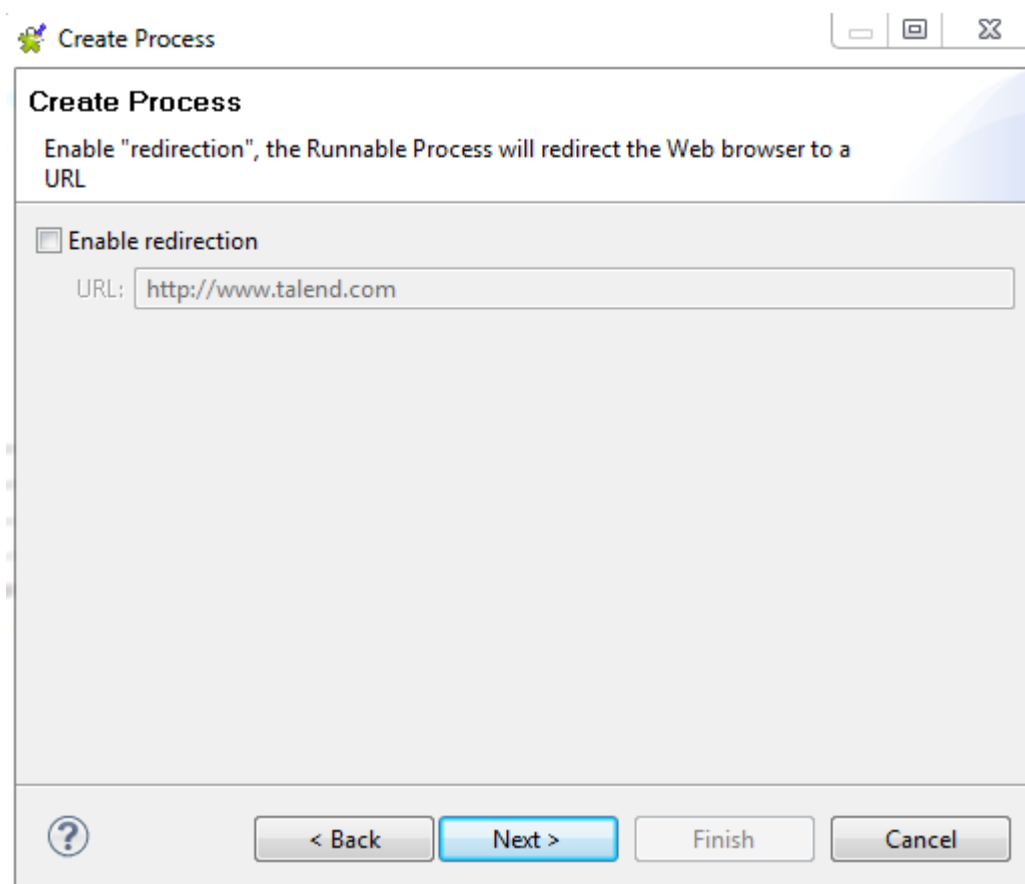 Create Process
Create Process
Enable "redirection", the Runnable Process will redirect the Web browser to a
URL
Enable redirection
URL: http://www.talend.com
? < Back Next > Finish Cancel